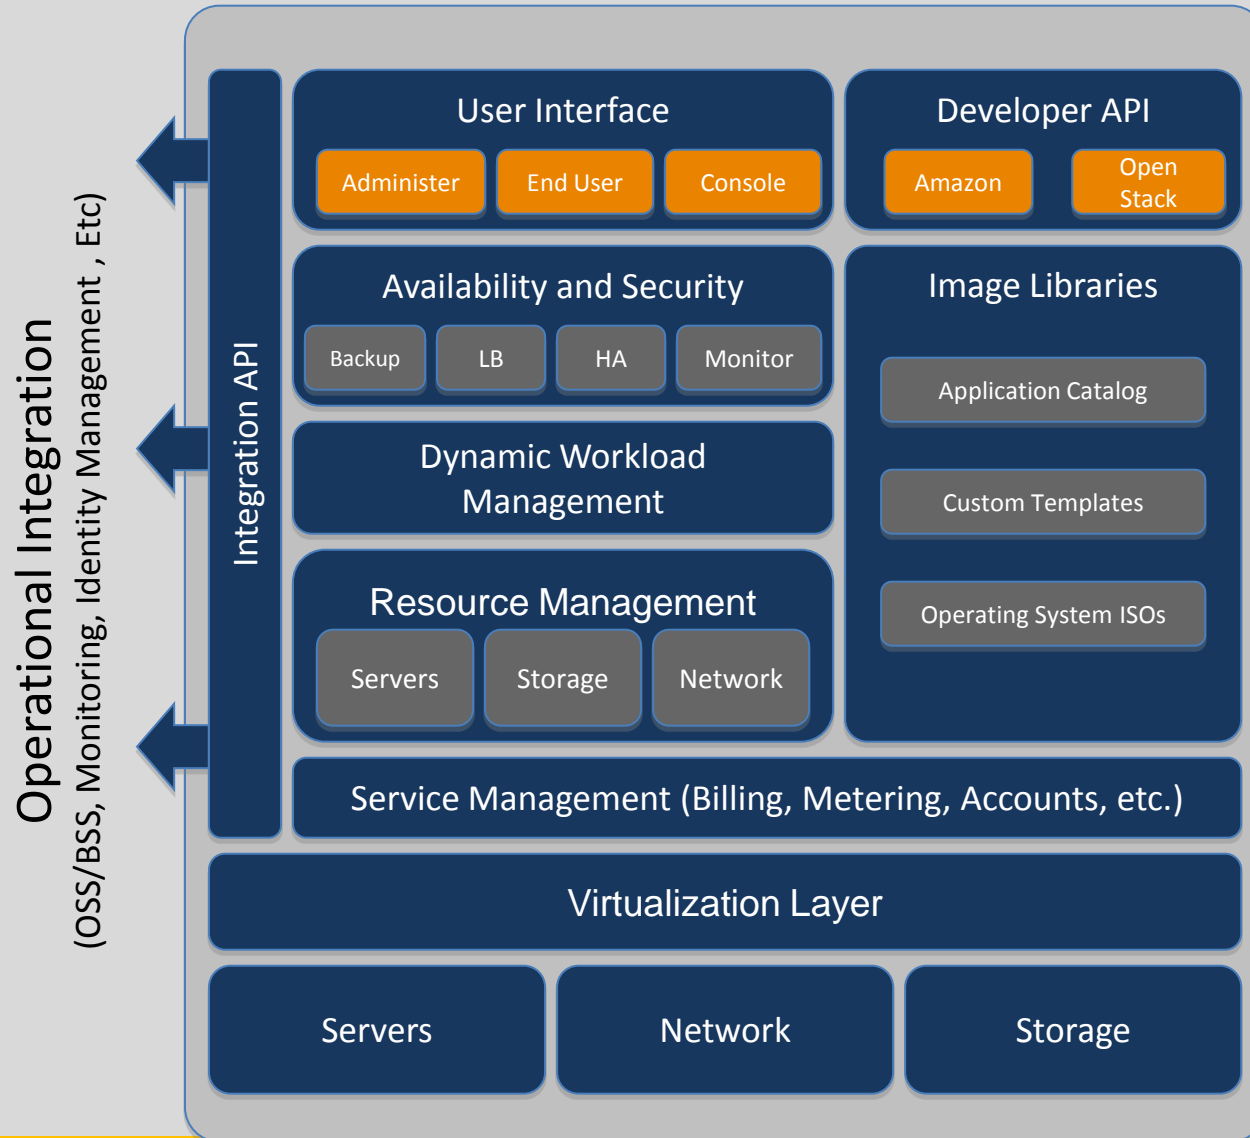 Operational Integration
(OSS/BSS, Monitoring, Identity Management , Etc)
Integration API
User Interface
Administer
End User
Console
Developer API
Amazon
Open
Stack
Availability and Security
Backup
LB
HA
Monitor
Image Libraries
Application Catalog
Custom Templates
Operating System ISOs
Dynamic Workload
Management
Resource Management
Servers
Storage
Network
Service Management (Billing, Metering, Accounts, etc.)
Virtualization Layer
Servers
Network
Storage